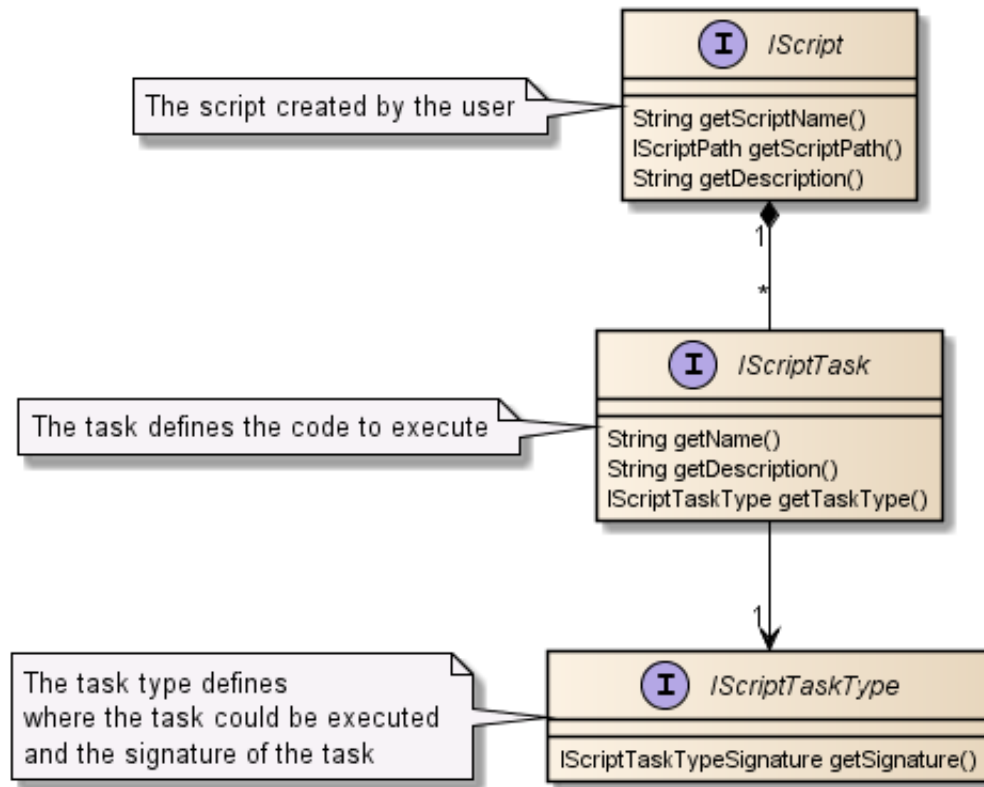 I IScript
The script created by the user
String getScriptName()
IScriptPath getScriptPath()
String getDescription()
1
*
I IScriptTask
The task defines the code to execute
String getName()
String getDescription()
IScriptTaskType getTaskType()
1
I IScriptTaskType
The task type defines
where the task could be executed
and the signature of the task
IScriptTaskTypeSignature getSignature()